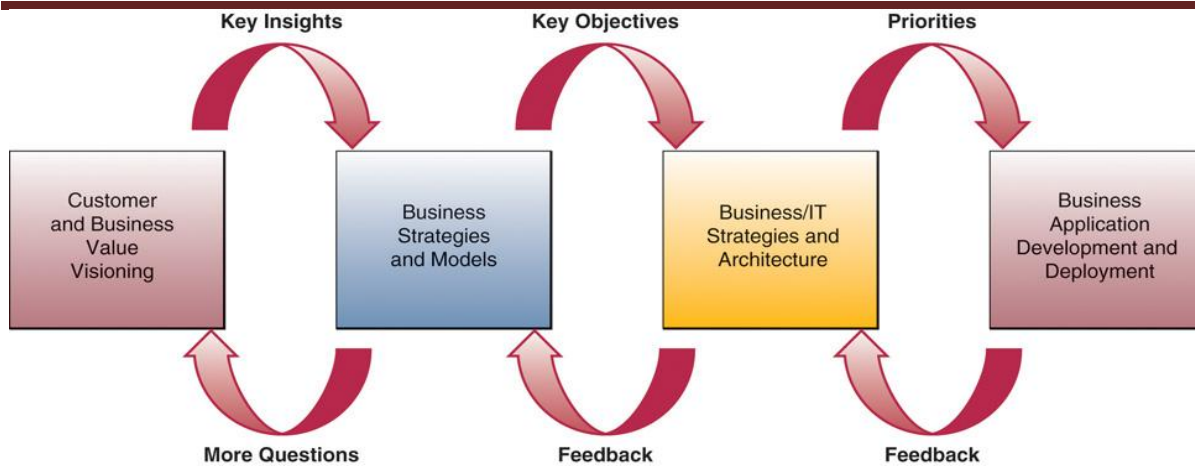 Key Insights
Key Objectives
Priorities
Customer
and Business
Value
Visioning
Business
Strategies
and Models
Business/IT
Strategies and
Architecture
Business
Application
Development and
Deployment
More Questions
Feedback
Feedback